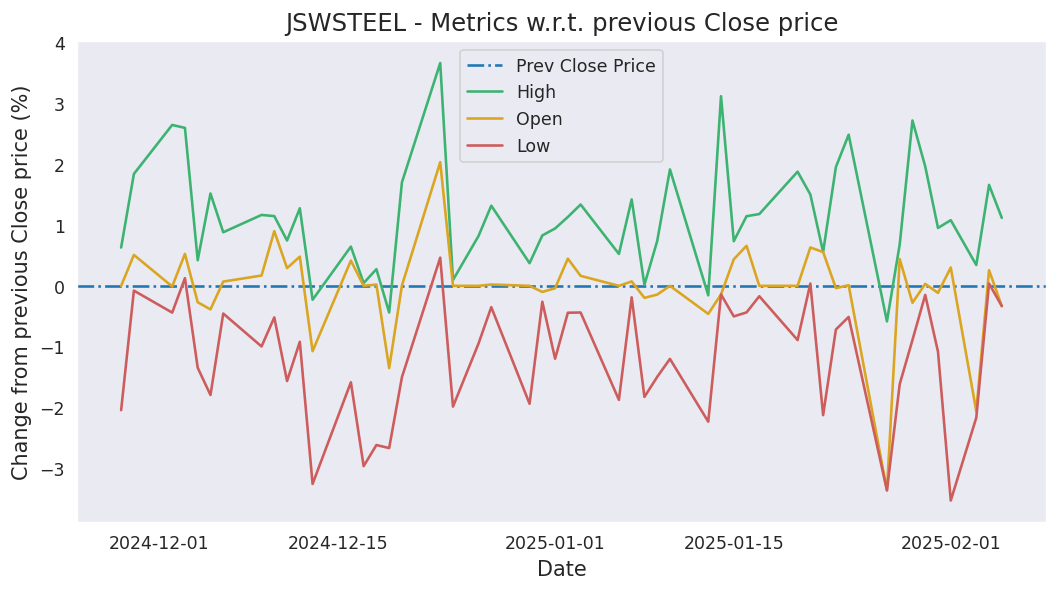 JSWSTEEL - Metrics w.r.t. previous Close price
Change from previous Close price (%)
4
3
2
1
0
−1
−2
−3
Prev Close Price
High
Open
Low
2024-12-01
2024-12-15
2025-01-01
2025-01-15
2025-02-01
Date